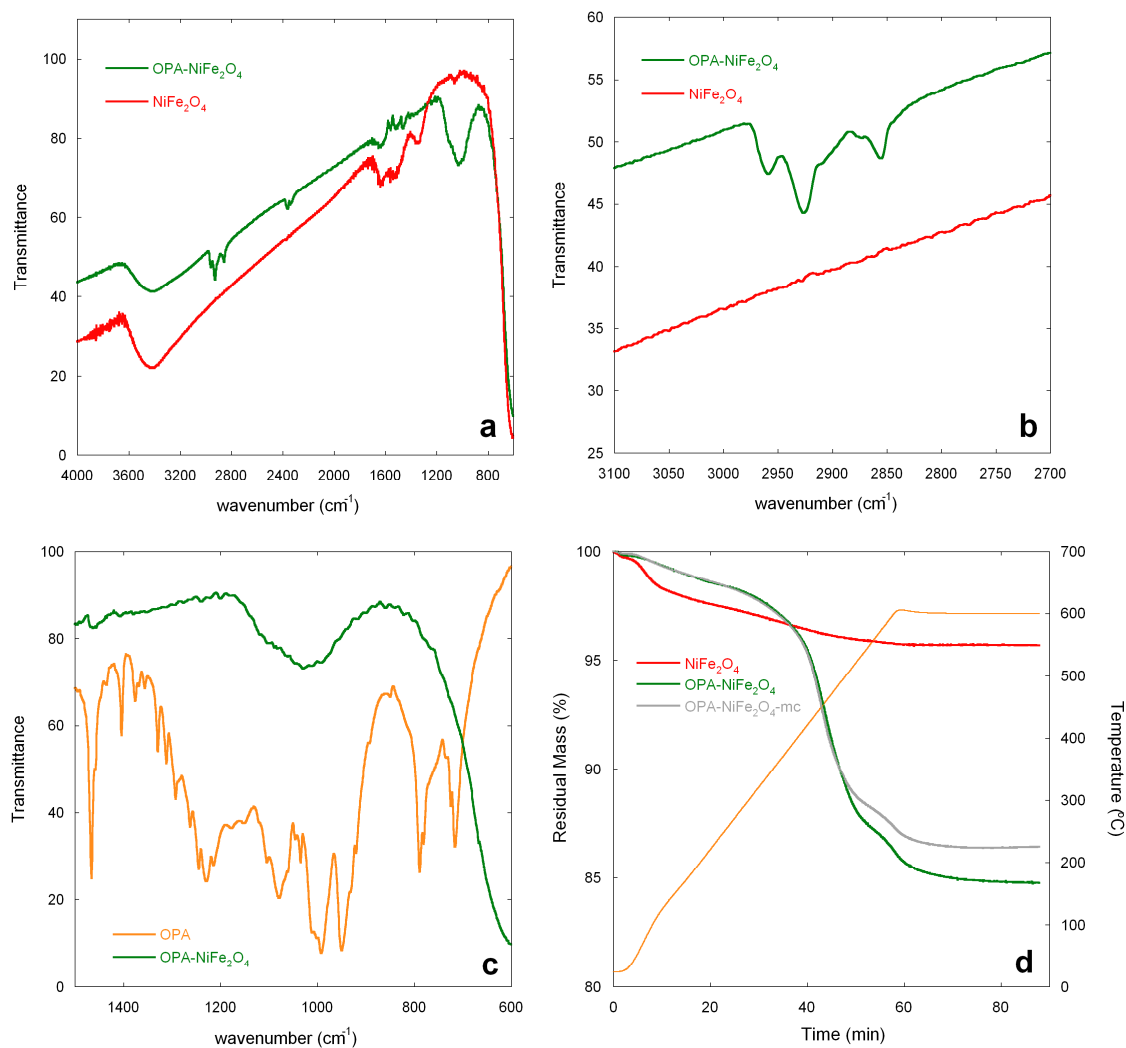 OPA-NiFe2O4
NiFe2O4
Transmittance
100
80
60
40
20
0
4000 3600 3200 2800 2400 2000 1600 1200 800
wavenumber (cm-1)
a
OPA-NiFe2O4
NiFe2O4
Transmittance
60
55
50
45
40
35
30
25
3100 3050 3000 2950 2900 2850 2800 2750 2700
wavenumber (cm-1)
b
Transmittance
100
80
60
40
20
0
OPA
OPA-NiFe2O4
1400 1200 1000 800 600
wavenumber (cm-1)
c
Residual Mass (%)
100
95
90
85
80
NiFe2O4
OPA-NiFe2O4
OPA-NiFe2O4-mc
700
600
500
400
300
200
100
0
Temperature (ºC)
0 20 40 60 80
Time (min)
d